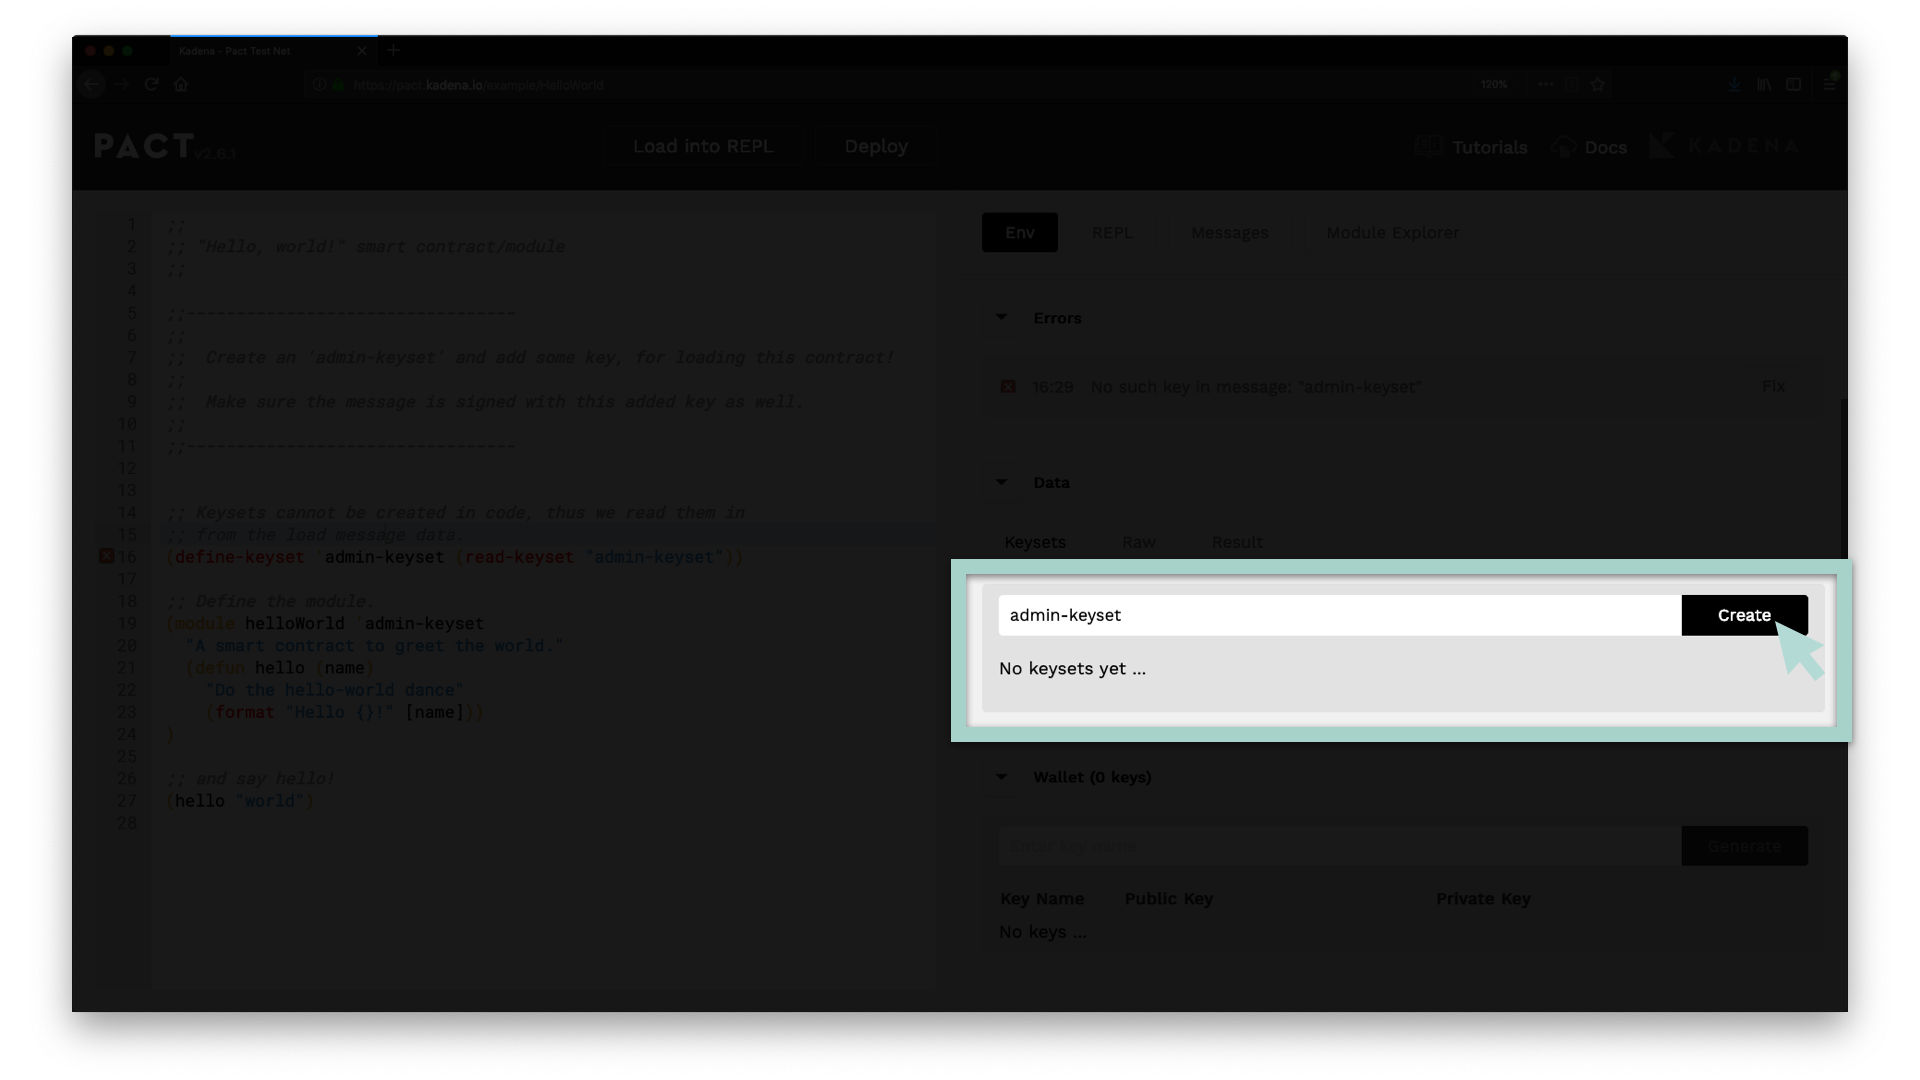 Kadena - Pact Test Net
https://pact.kadena.io/example/HelloWorld
120%
PACT v2.6.1
Load into REPL
Deploy
Tutorials
Docs
KADENA
1 ;;
2 ;; "Hello, world!" smart contract/module
3 ;;
4
5 ;;---------------------------------
6 ;;
7 ;;  Create an 'admin-keyset' and add some key, for loading this contract!
8 ;;
9 ;;  Make sure the message is signed with this added key as well.
10 ;;
11 ;;---------------------------------
12
13
14 ;; Keysets cannot be created in code, thus we read them in
15 ;; from the load message data.
16 (define-keyset 'admin-keyset (read-keyset "admin-keyset"))
17
18 ;; Define the module.
19 (module helloWorld 'admin-keyset
20   "A smart contract to greet the world."
21   (defun hello (name)
22     "Do the hello-world dance"
23     (format "Hello {}!" [name]))
24 )
25
26 ;; and say hello!
27 (hello "world")
28
Env
REPL
Messages
Module Explorer
Errors
16:29 No such key in message: "admin-keyset"
Fix
Data
Keysets
Raw
Result
admin-keyset
Create
No keysets yet ...
Wallet (0 keys)
Enter key name
Generate
Key Name
Public Key
Private Key
No keys ...